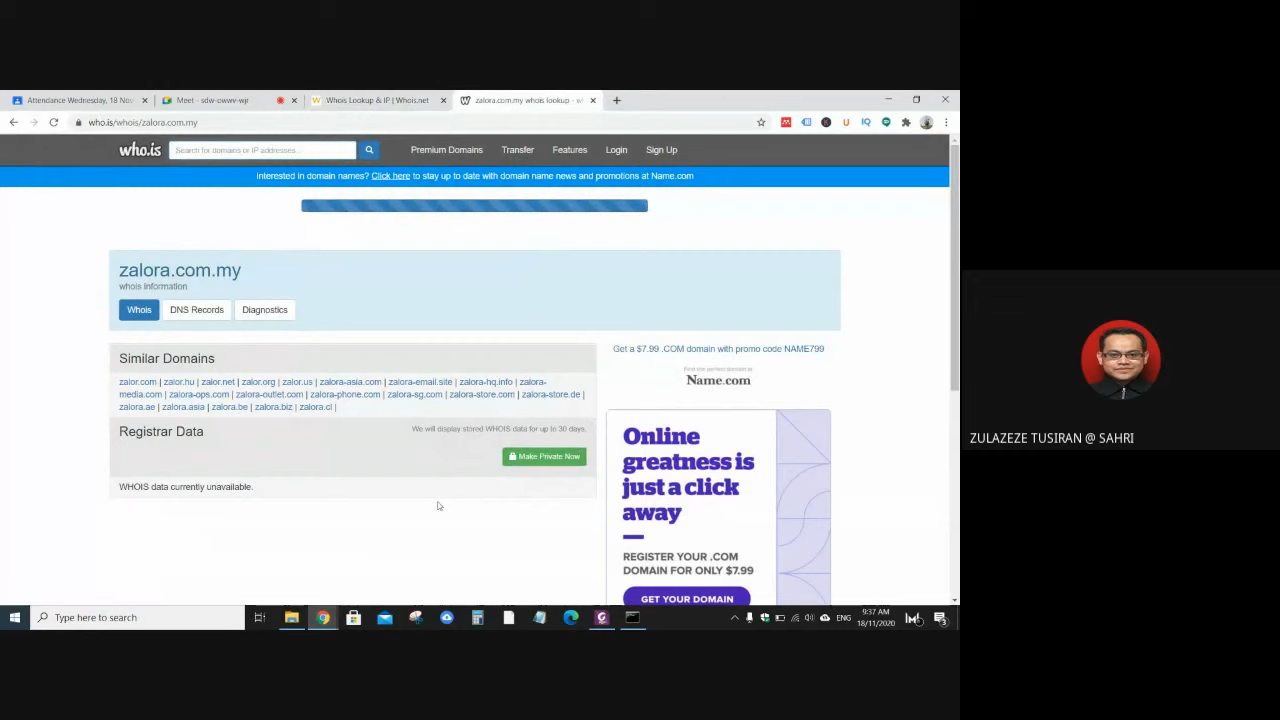 Attendance Wednesday, 18 Nov
Meet - sdw-owwv-wjr
Whois Lookup & IP | Whois.net
zalora.com.my whois lookup - w
who.is/whois/zalora.com.my
who.is
Search for domains or IP addresses...
Premium Domains
Transfer
Features
Login
Sign Up
Interested in domain names? Click here to stay up to date with domain name news and promotions at Name.com
zalora.com.my
whois information
Whois
DNS Records
Diagnostics
Similar Domains
zalor.com | zalor.hu | zalor.net | zalor.org | zalor.us | zalora-asia.com | zalora-email.site | zalora-hq.info | zalora-
media.com | zalora-ops.com | zalora-outlet.com | zalora-phone.com | zalora-sg.com | zalora-store.com | zalora-store.de |
zalora.ae | zalora.asia | zalora.be | zalora.biz | zalora.cl |
Registrar Data
We will display stored WHOIS data for up to 30 days.
Make Private Now
WHOIS data currently unavailable.
Get a $7.99 .COM domain with promo code NAME799
Find the perfect domain at
Name.com
Online
greatness is
just a click
away
REGISTER YOUR .COM
DOMAIN FOR ONLY $7.99
GET YOUR DOMAIN
ZULAZEZE TUSIRAN @ SAHRI
Type here to search
ENG
9:37 AM
18/11/2020